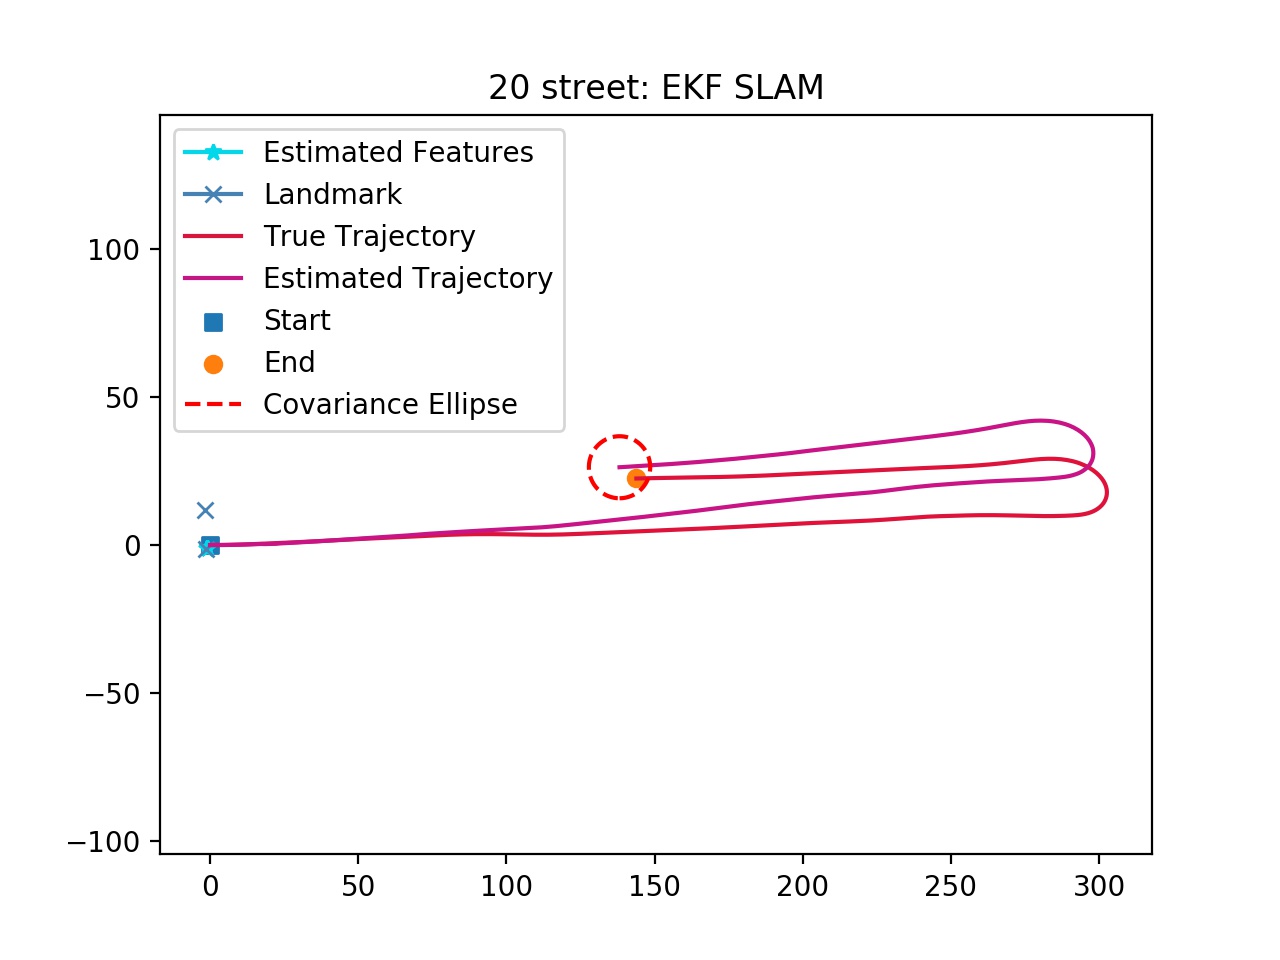 20 street: EKF SLAM
Estimated Features
Landmark
True Trajectory
Estimated Trajectory
Start
End
Covariance Ellipse
100
50
0
−50
−100
0 50 100 150 200 250 300